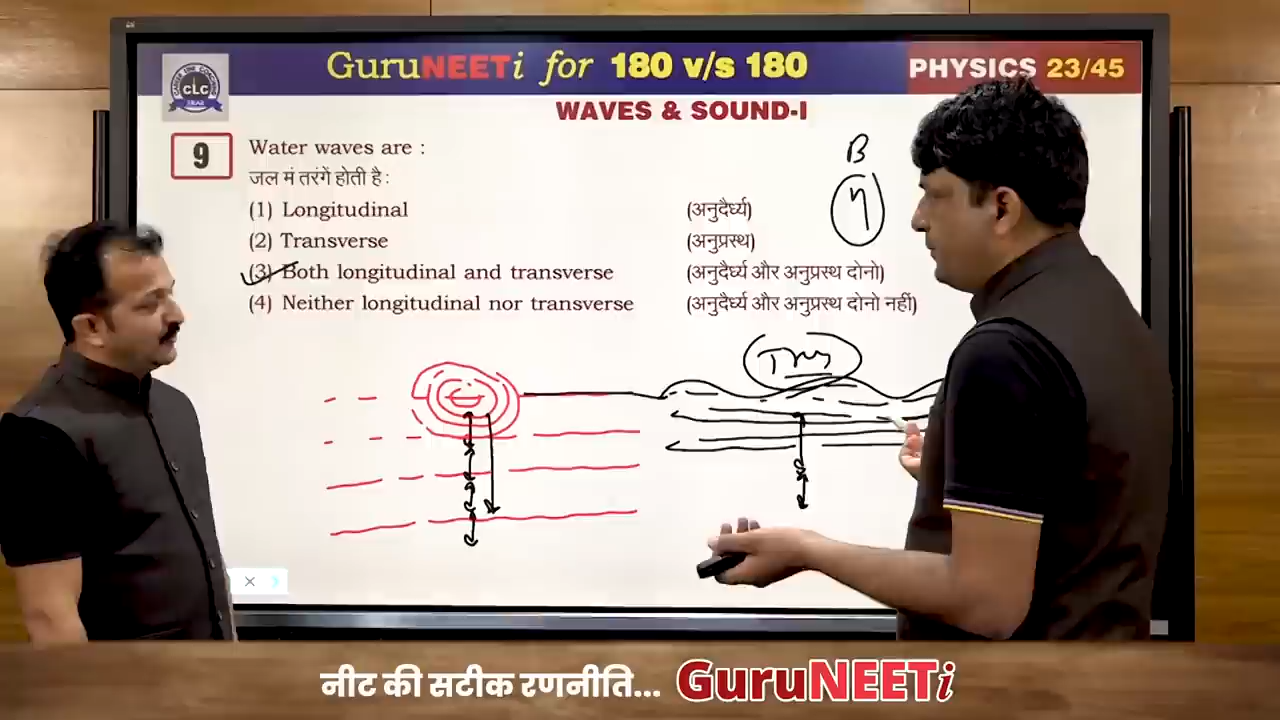 GuruNEETi for 180 v/s 180
PHYSICS 23/45
CLC
WAVES & SOUND-I
9
Water waves are :
जल मं तरंगें होती है :
(1) Longitudinal (अनुदैर्घ्य)
(2) Transverse (अनुप्रस्थ)
(3) Both longitudinal and transverse (अनुदैर्घ्य और अनुप्रस्थ दोनो)
(4) Neither longitudinal nor transverse (अनुदैर्घ्य और अनुप्रस्थ दोनो नहीं)
B
η
नीट की सटीक रणनीति... GuruNEETi